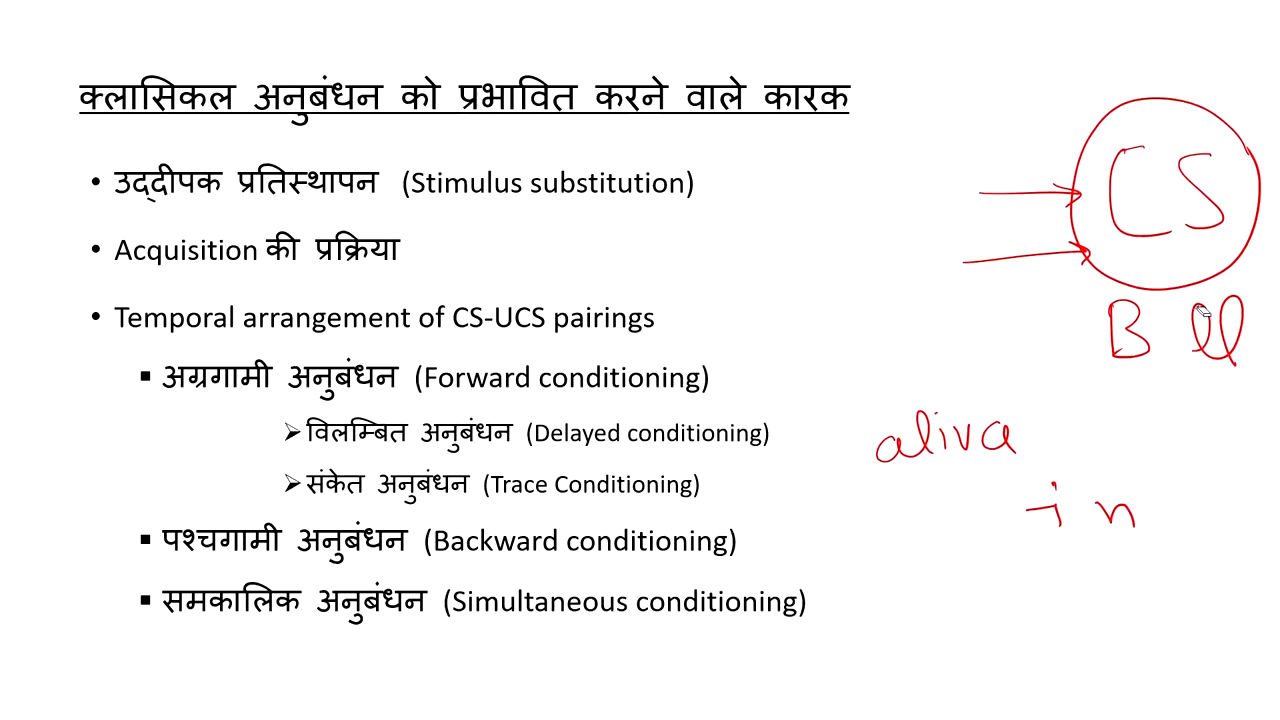 क्लासिकल अनुबंधन को प्रभावित करने वाले कारक
• उद्दीपक प्रतिस्थापन (Stimulus substitution)
• Acquisition की प्रक्रिया
• Temporal arrangement of CS-UCS pairings
▪ अग्रगामी अनुबंधन (Forward conditioning)
➢ विलम्बित अनुबंधन (Delayed conditioning)
➢ संकेत अनुबंधन (Trace Conditioning)
▪ पश्चगामी अनुबंधन (Backward conditioning)
▪ समकालिक अनुबंधन (Simultaneous conditioning)
CS
B ll
aliva
in